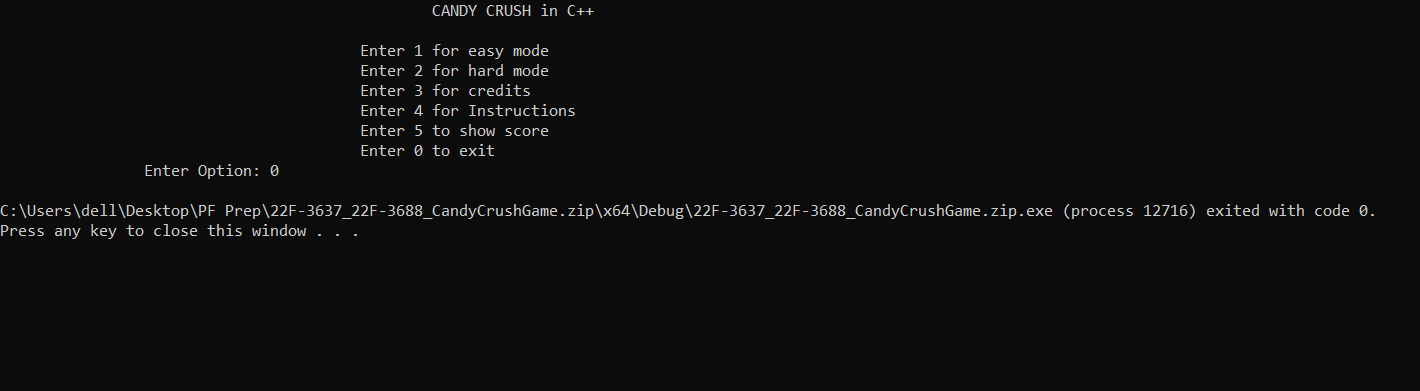 CANDY CRUSH in C++
Enter 1 for easy mode
Enter 2 for hard mode
Enter 3 for credits
Enter 4 for Instructions
Enter 5 to show score
Enter 0 to exit
Enter Option: 0
C:\Users\dell\Desktop\PF Prep\22F-3637_22F-3688_CandyCrushGame.zip\x64\Debug\22F-3637_22F-3688_CandyCrushGame.zip.exe (process 12716) exited with code 0.
Press any key to close this window . . .